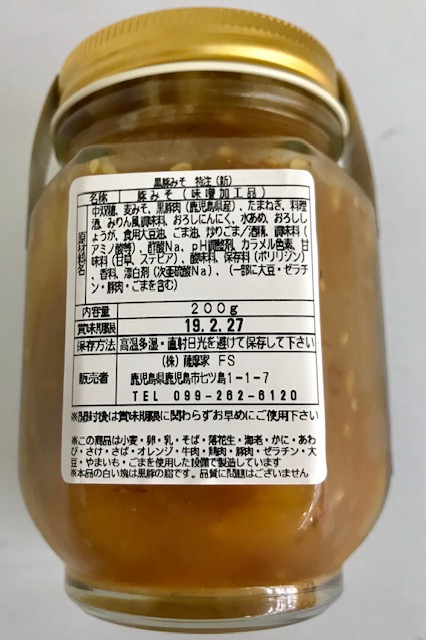 黒豚みそ 特注(新)
名称 豚みそ(味噌加工品)
原材料名
中双糖、麦みそ、黒豚肉(鹿児島県産)、たまねぎ、料理
酒、みりん風調味料、おろしにんにく、水あめ、おろし
しょうが、食用大豆油、ごま油、炒りごま/酒精、調味料(
アミノ酸等)、酢酸Na、pH調整剤、カラメル色素、甘
味料(甘草、ステビア)、酸味料、保存料(ポリリジン)
、香料、漂白剤(次亜硫酸Na)、(一部に大豆・ゼラチ
ン・豚肉・ごまを含む)
内容量 200g
賞味期限 19.2.27
保存方法 高温多湿・直射日光を避けて保存して下さい
販売者
(株)薩摩家 FS
鹿児島県鹿児島市七ツ島1-1-7
TEL 099-262-6120
※開封後は賞味期限に関わらずお早めにご使用下さい
※この商品は小麦・卵・乳・そば・落花生・海老・かに・あわ
び・さけ・さば・オレンジ・牛肉・鶏肉・豚肉・ゼラチン・大
豆・やまいも・ごまを使用した設備で製造しています
※本品の白い塊は黒豚の脂です。品質に問題はございません